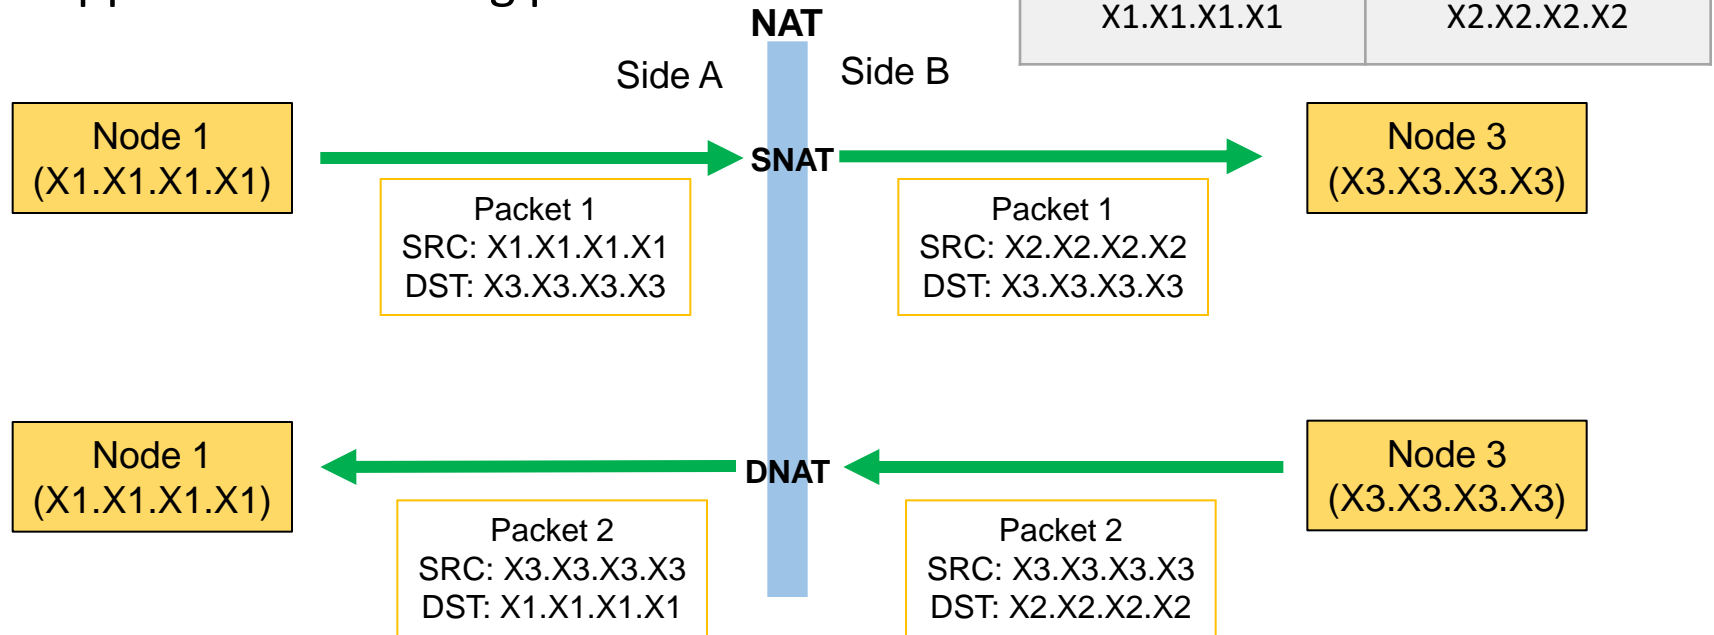 NAT
X1.X1.X1.X1
X2.X2.X2.X2
Side A
Side B
Node 1
(X1.X1.X1.X1)
SNAT
Node 3
(X3.X3.X3.X3)
Packet 1
SRC: X1.X1.X1.X1
DST: X3.X3.X3.X3
Packet 1
SRC: X2.X2.X2.X2
DST: X3.X3.X3.X3
Node 1
(X1.X1.X1.X1)
DNAT
Node 3
(X3.X3.X3.X3)
Packet 2
SRC: X3.X3.X3.X3
DST: X1.X1.X1.X1
Packet 2
SRC: X3.X3.X3.X3
DST: X2.X2.X2.X2